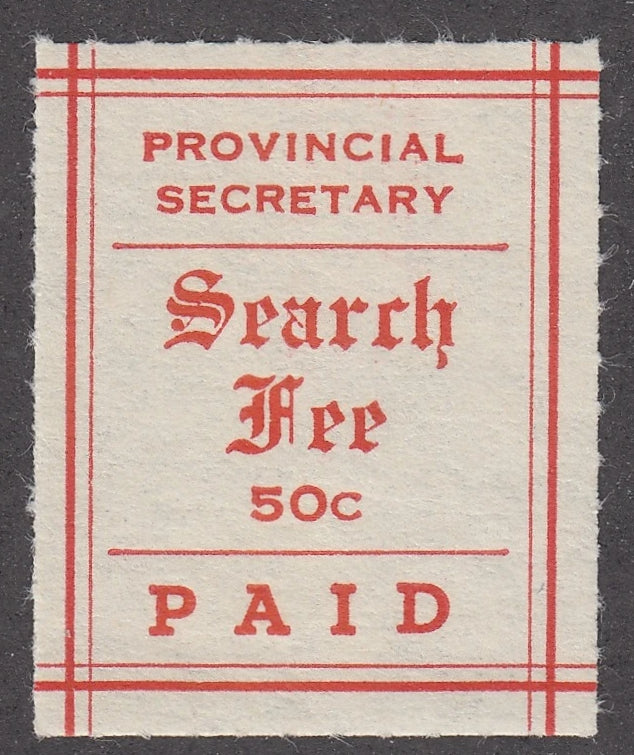 PROVINCIAL
SECRETARY
Search
Fee
50c
PAID